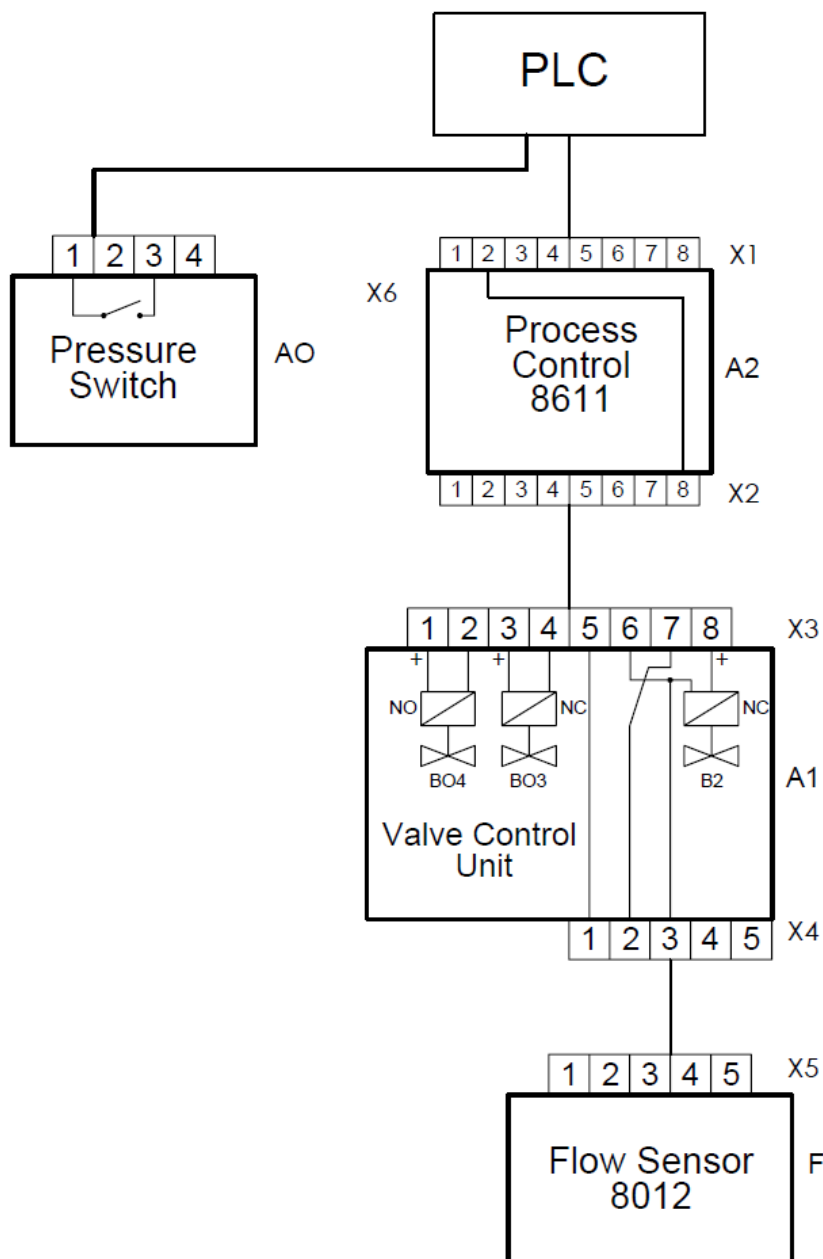 PLC
1 2 3 4
1 2 3 4 5 6 7 8 X1
X6
Pressure
Switch
AO
Process
Control
8611
A2
1 2 3 4 5 6 7 8 X2
1 2 3 4 5 6 7 8 X3
+ + +
NO NC NC
BO4 BO3 B2
A1
Valve Control
Unit
1 2 3 4 5 X4
1 2 3 4 5 X5
Flow Sensor
8012
F